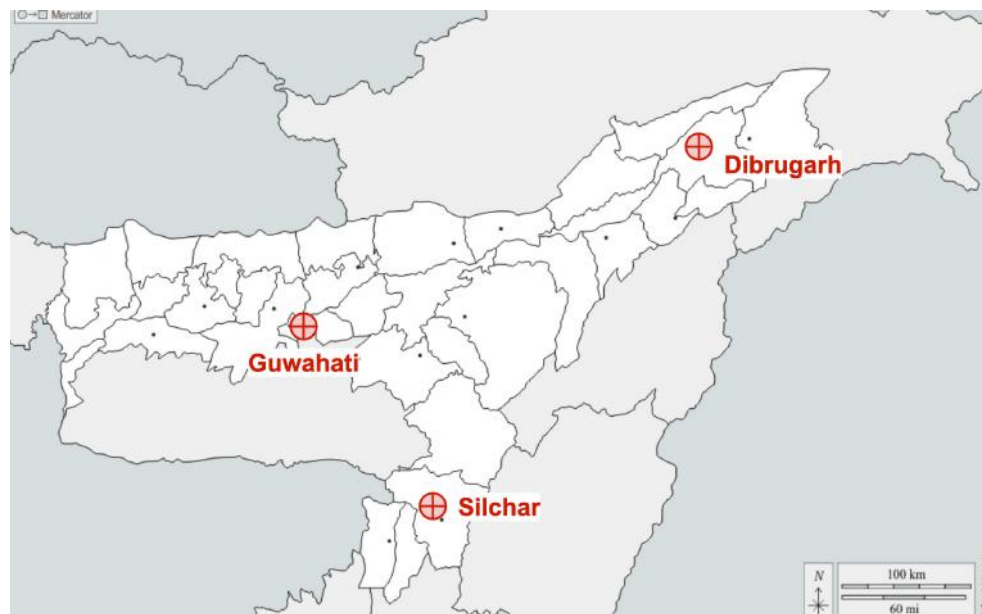 Mercator
Dibrugarh
Guwahati
Silchar
N
100 km
60 mi